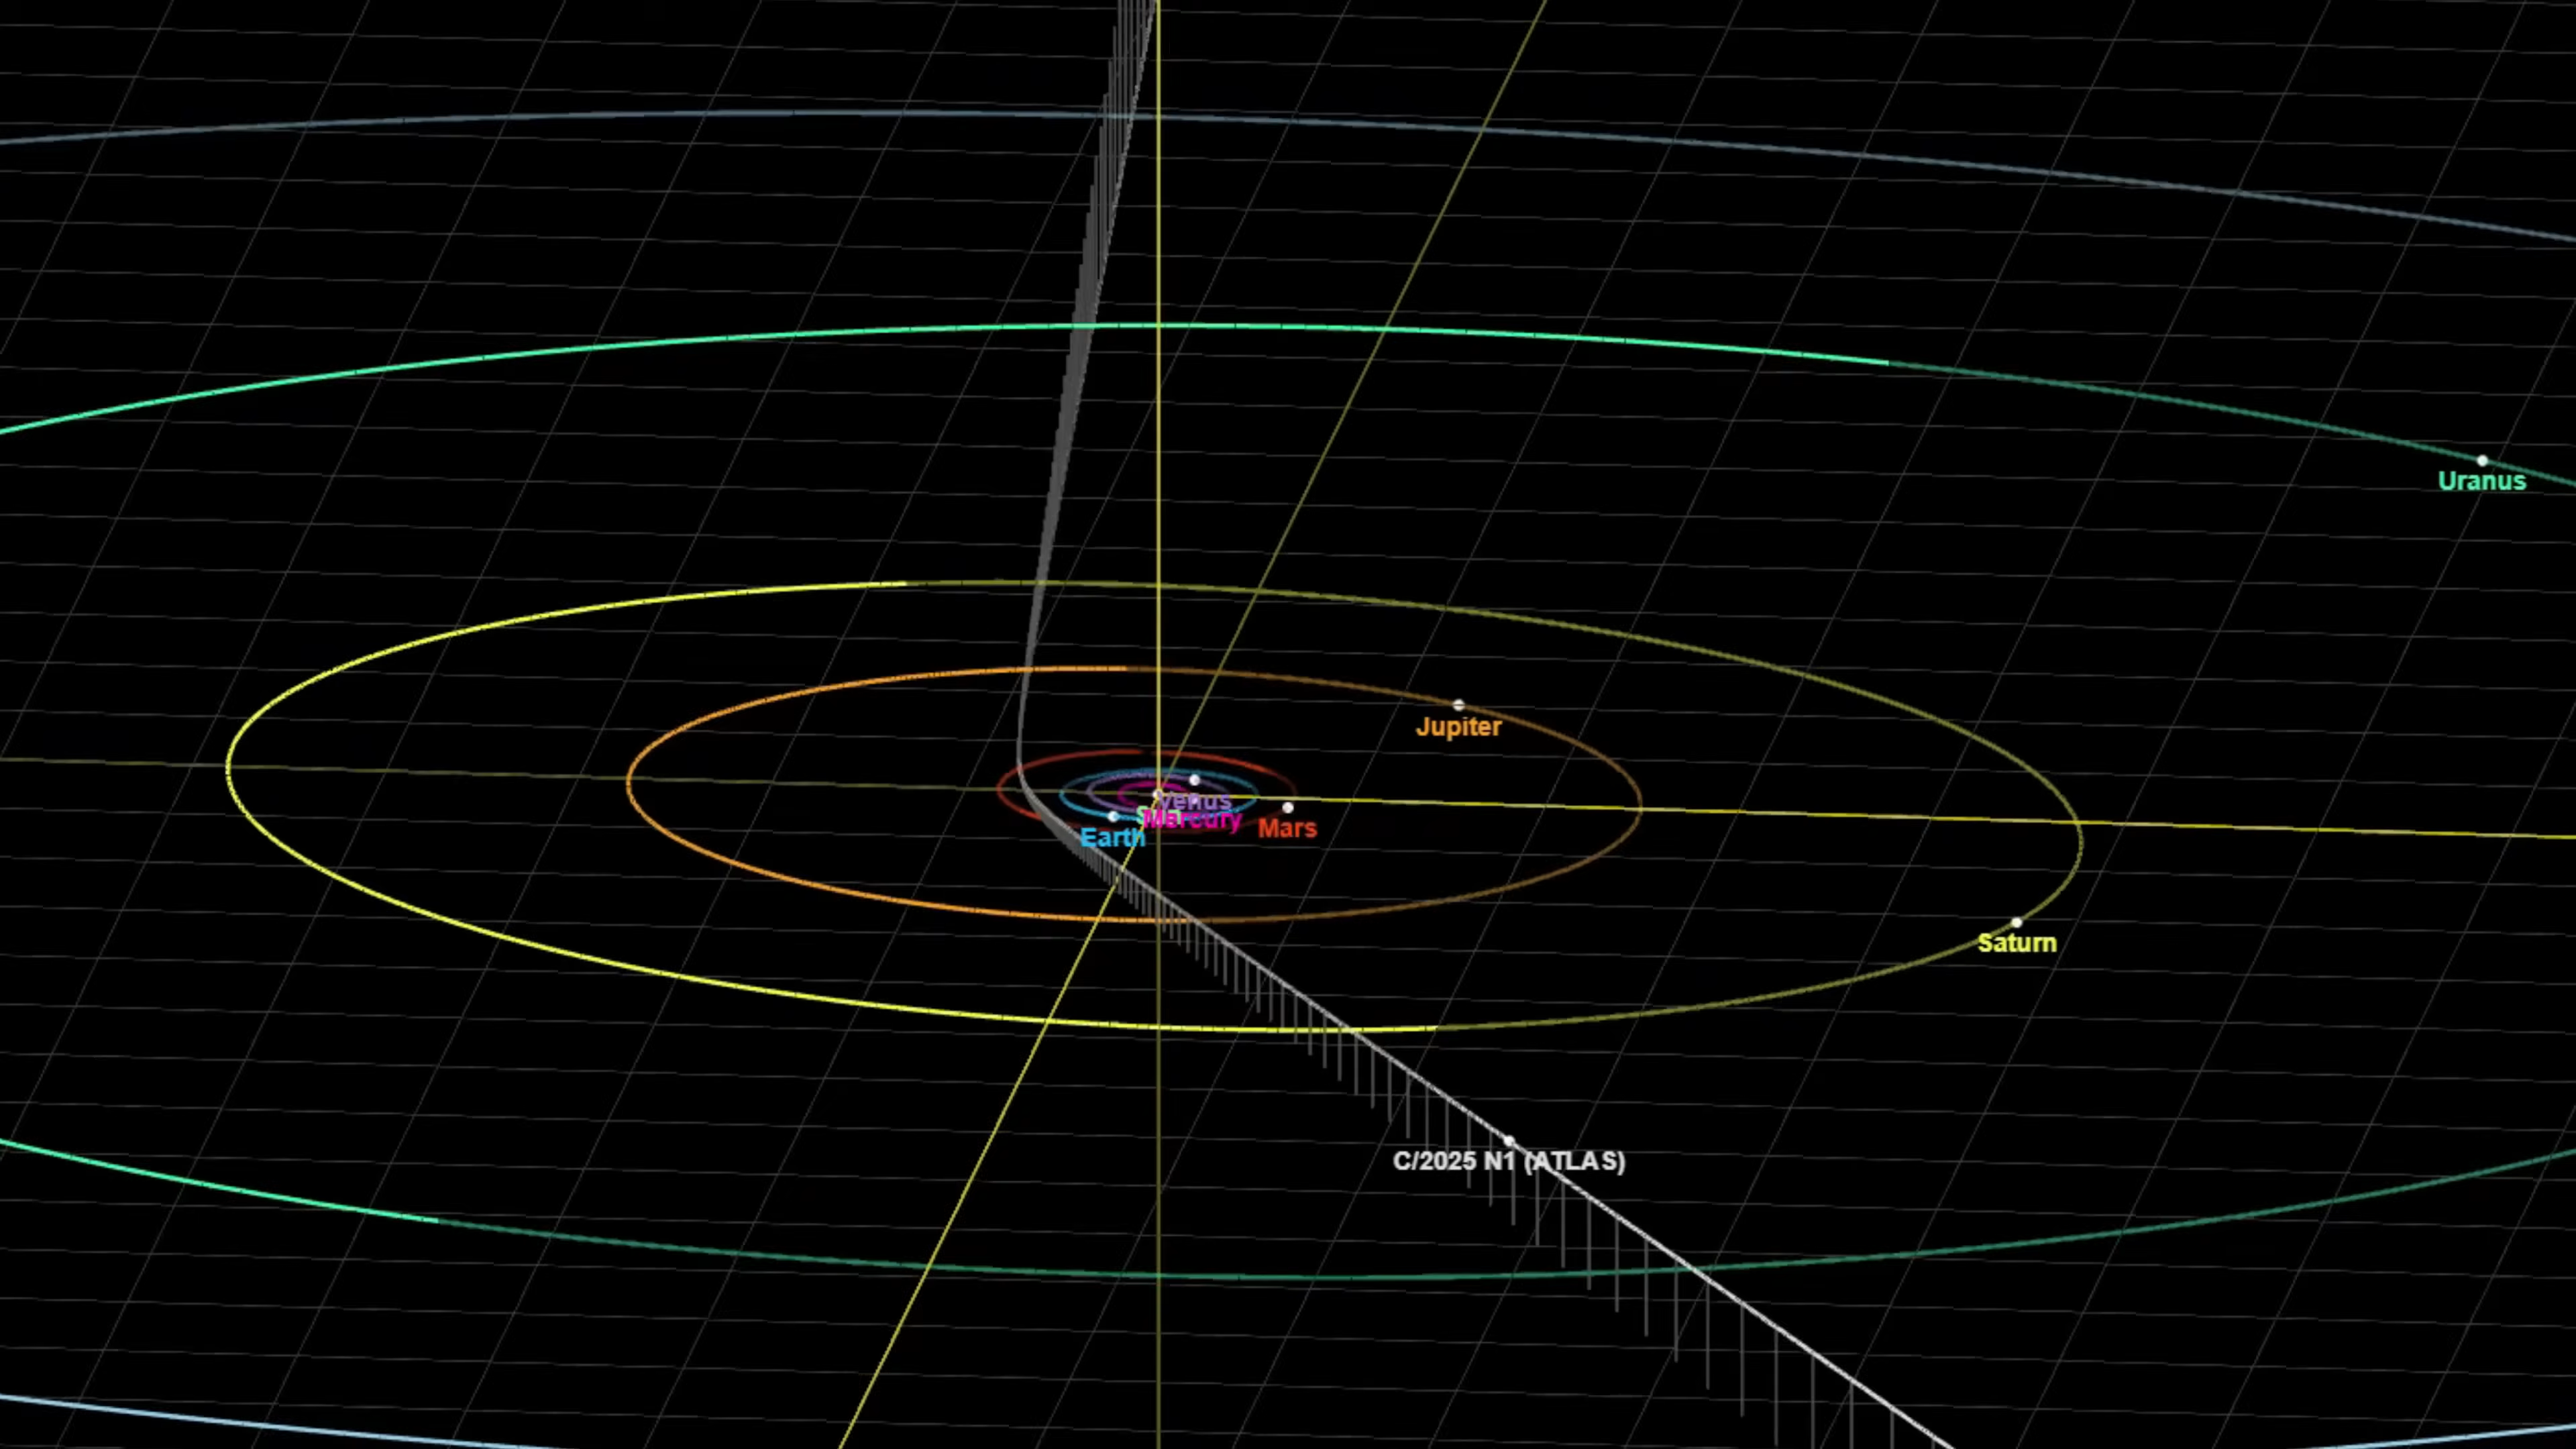 Uranus
Jupiter
Venus
Mercury
Earth
Mars
Saturn
C/2025 N1 (ATLAS)